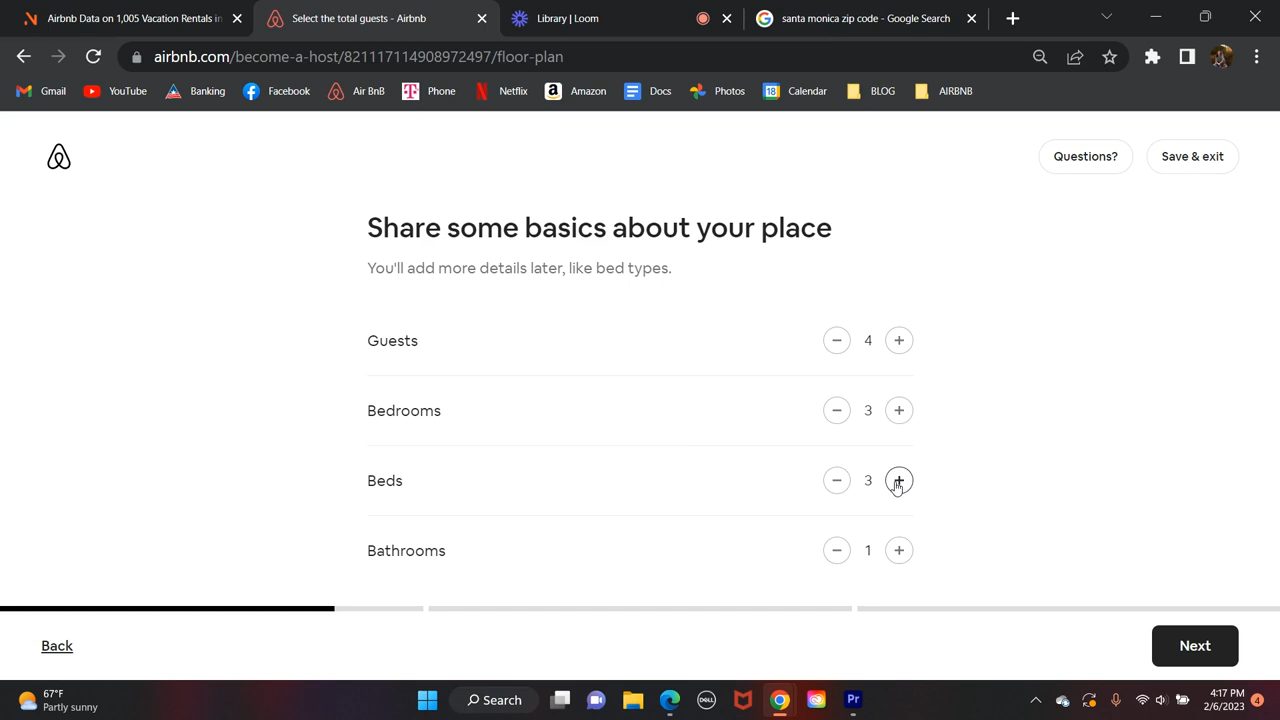 Airbnb Data on 1,005 Vacation Rentals in
Select the total guests - Airbnb
Library | Loom
santa monica zip code - Google Search
airbnb.com/become-a-host/821117114908972497/floor-plan
Gmail
YouTube
Banking
Facebook
Air BnB
Phone
Netflix
Amazon
Docs
Photos
18
Calendar
BLOG
AIRBNB
Questions?
Save & exit
Share some basics about your place
You'll add more details later, like bed types.
Guests 4
Bedrooms 3
Beds 3
Bathrooms 1
Back
Next
67°F
Partly sunny
Search
DELL
Pr
4:17 PM
2/6/2023
4